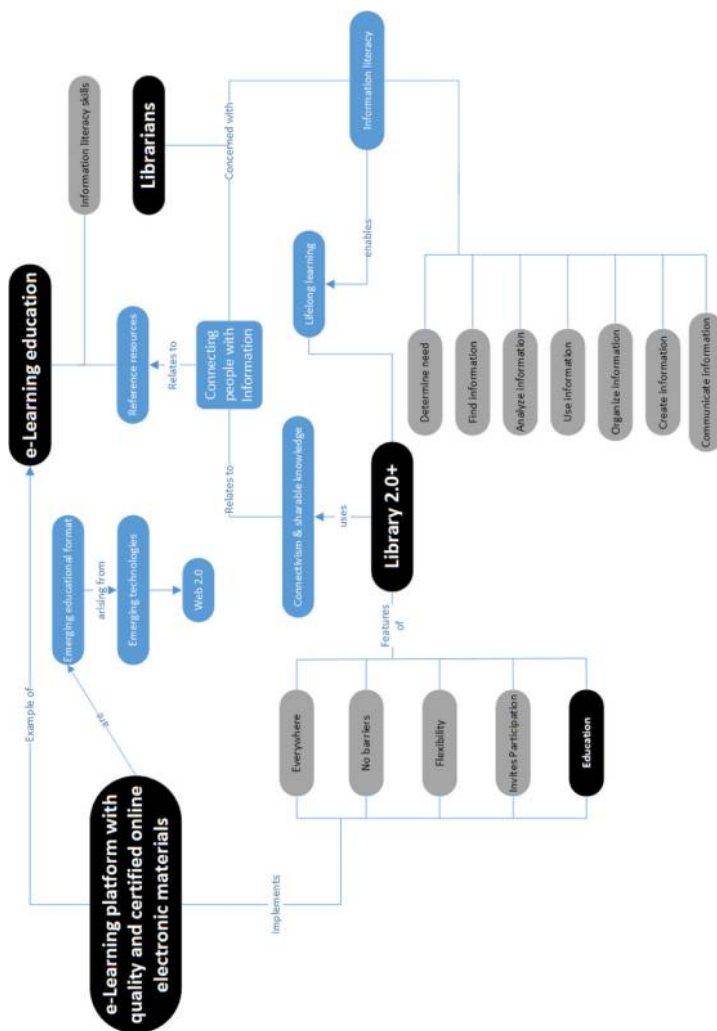 e-Learning platform with
quality and certified online
electronic materials
Example of
are
implements
Emerging educational format
arising from
Emerging technologies
Web 2.0
e-Learning education
Information literacy skills
Reference resources
Relates to
Connecting
people with
Information
Librarians
Concerned with
Relates to
Connectivism & sharable knowledge
uses
Library 2.0+
Lifelong learning
enables
Information literacy
Features
of
Everywhere
No barriers
Flexibility
Invites Participation
Education
Determine need
Find information
Analyze information
Use information
Organize information
Create information
Communicate information